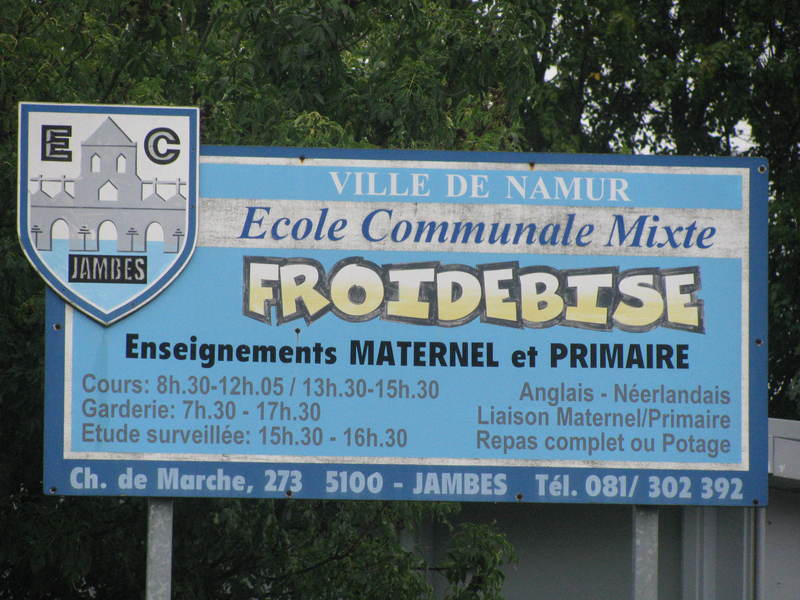 E C
JAMBES
VILLE DE NAMUR
Ecole Communale Mixte
FROIDEBISE
Enseignements MATERNEL et PRIMAIRE
Cours: 8h.30-12h.05 / 13h.30-15h.30
Garderie: 7h.30 - 17h.30
Etude surveillée: 15h.30 - 16h.30
Anglais - Néerlandais
Liaison Maternel/Primaire
Repas complet ou Potage
Ch. de Marche, 273 5100 - JAMBES Tél. 081/ 302 392